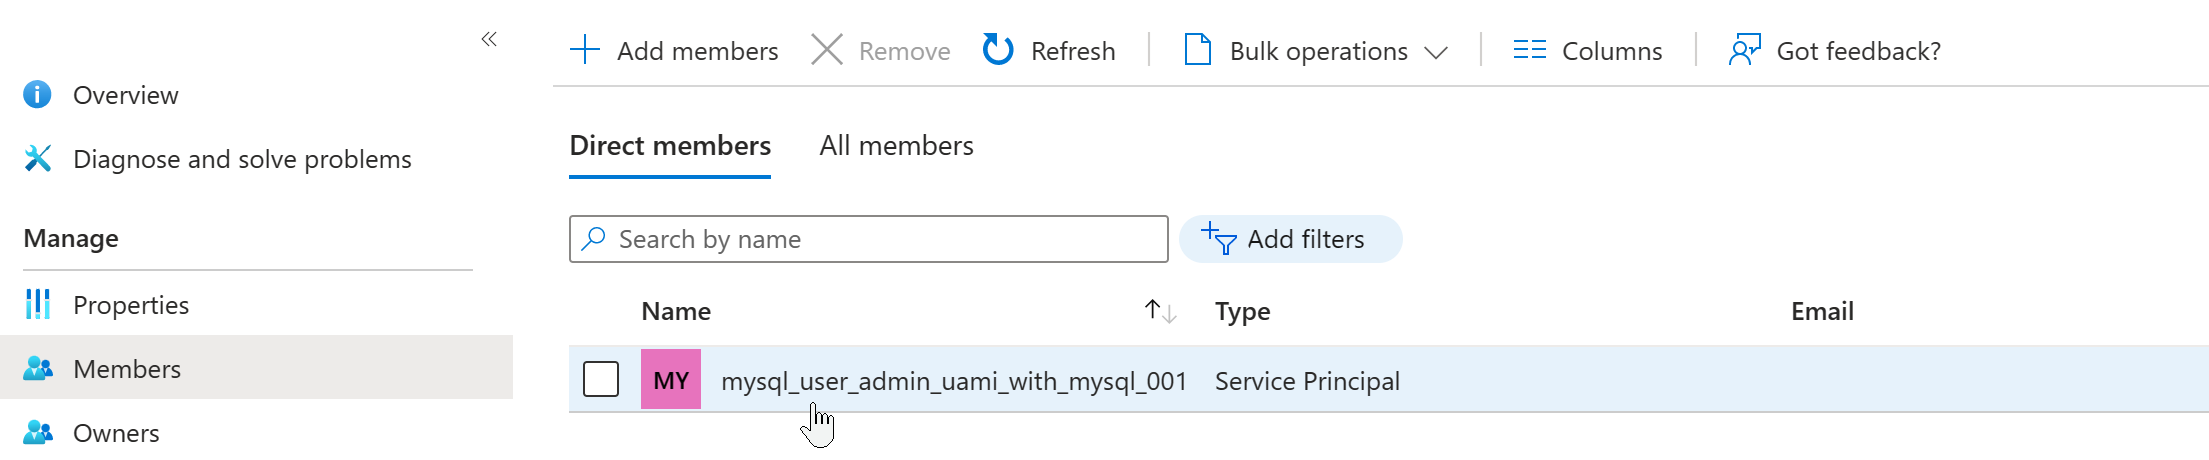 Overview
Diagnose and solve problems
Manage
Properties
Members
Owners
Add members Remove Refresh Bulk operations Columns Got feedback?
Direct members All members
Search by name Add filters
Name Type Email
MY mysql_user_admin_uami_with_mysql_001 Service Principal